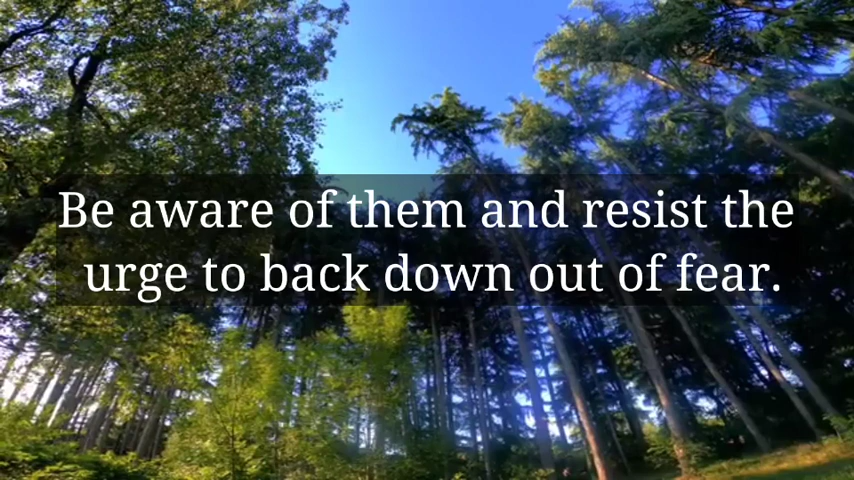 Be aware of them and resist the
urge to back down out of fear.